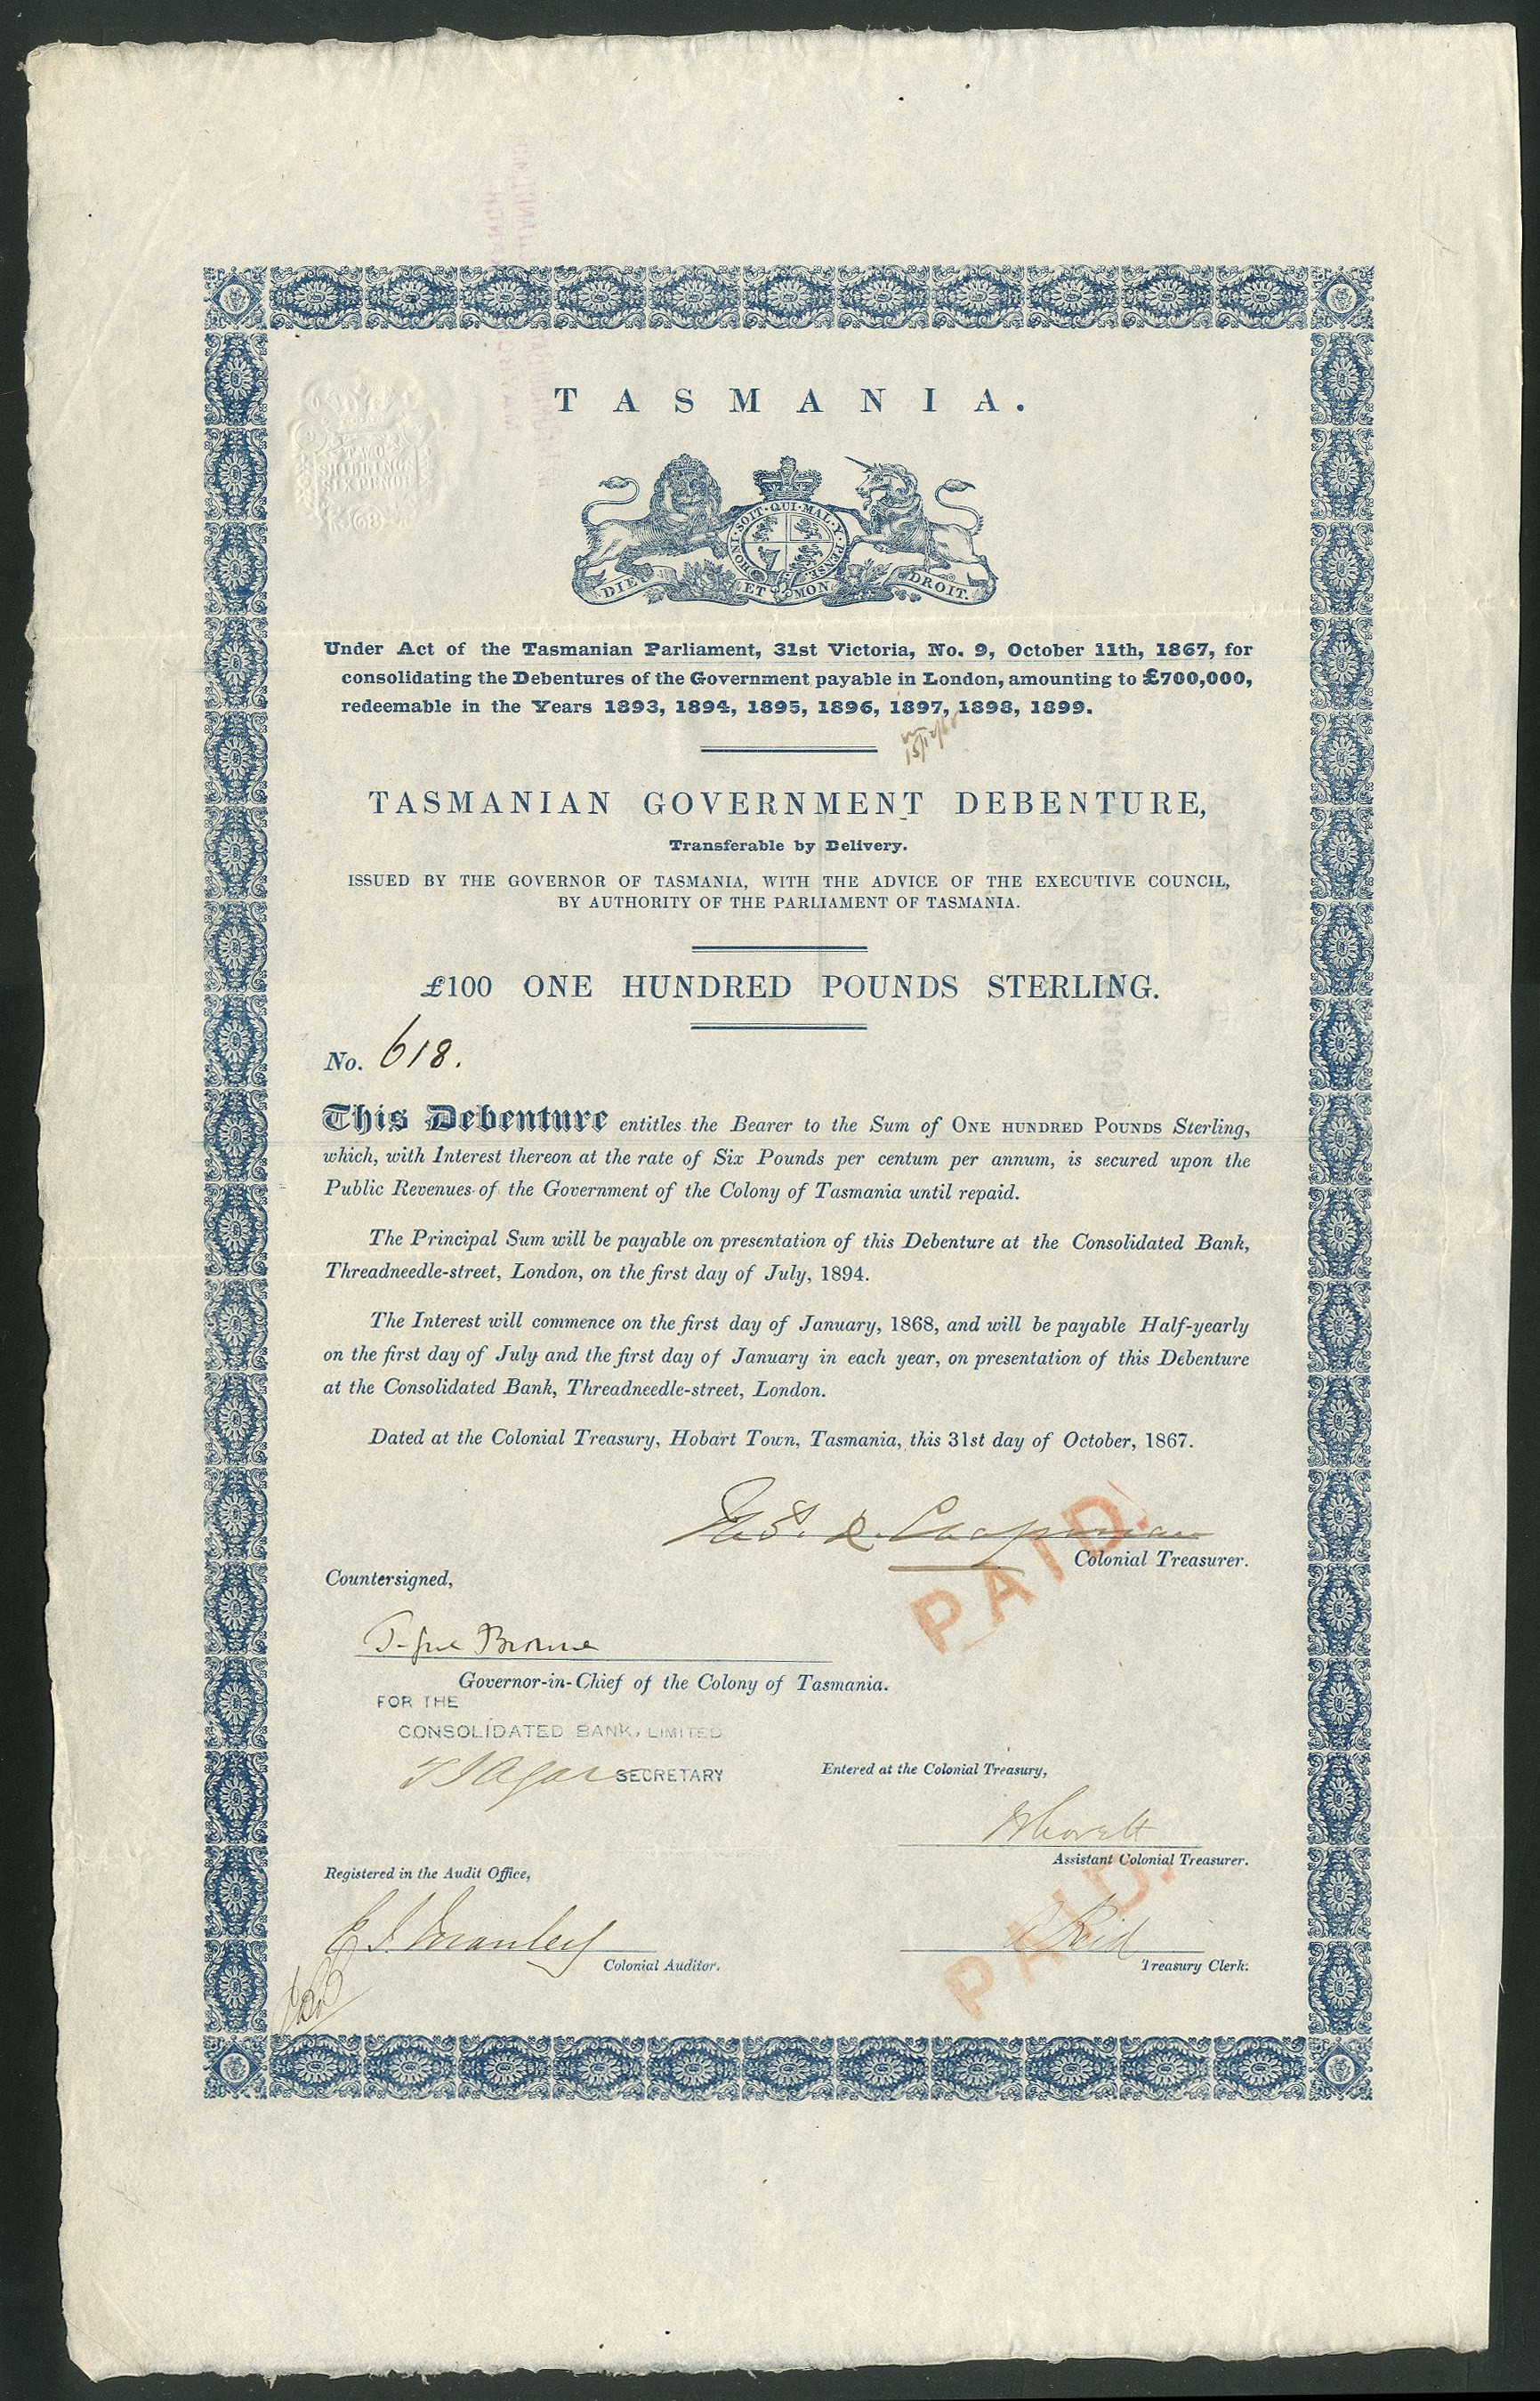 TASMANIA.
TWO
SHILLINGS
SIX PENCE
HONI·SOIT·QUI·MAL·Y·PENSE
DIEU ET MON DROIT.
Under Act of the Tasmanian Parliament, 31st Victoria, No. 9, October 11th, 1867, for
consolidating the Debentures of the Government payable in London, amounting to £700,000,
redeemable in the Years 1893, 1894, 1895, 1896, 1897, 1898, 1899.
TASMANIAN GOVERNMENT DEBENTURE,
Transferable by Delivery.
ISSUED BY THE GOVERNOR OF TASMANIA, WITH THE ADVICE OF THE EXECUTIVE COUNCIL,
BY AUTHORITY OF THE PARLIAMENT OF TASMANIA.
£100 ONE HUNDRED POUNDS STERLING.
No. 618.
This Debenture entitles the Bearer to the Sum of ONE HUNDRED POUNDS Sterling,
which, with Interest thereon at the rate of Six Pounds per centum per annum, is secured upon the
Public Revenues of the Government of the Colony of Tasmania until repaid.
The Principal Sum will be payable on presentation of this Debenture at the Consolidated Bank,
Threadneedle-street, London, on the first day of July, 1894.
The Interest will commence on the first day of January, 1868, and will be payable Half-yearly
on the first day of July and the first day of January in each year, on presentation of this Debenture
at the Consolidated Bank, Threadneedle-street, London.
Dated at the Colonial Treasury, Hobart Town, Tasmania, this 31st day of October, 1867.
Chapman
Colonial Treasurer.
PAID.
Countersigned,
Browne
Governor-in-Chief of the Colony of Tasmania.
FOR THE
CONSOLIDATED BANK, LIMITED
SECRETARY
Entered at the Colonial Treasury,
Assistant Colonial Treasurer.
PAID.
Registered in the Audit Office,
Manley
Colonial Auditor.
Reid
Treasury Clerk.